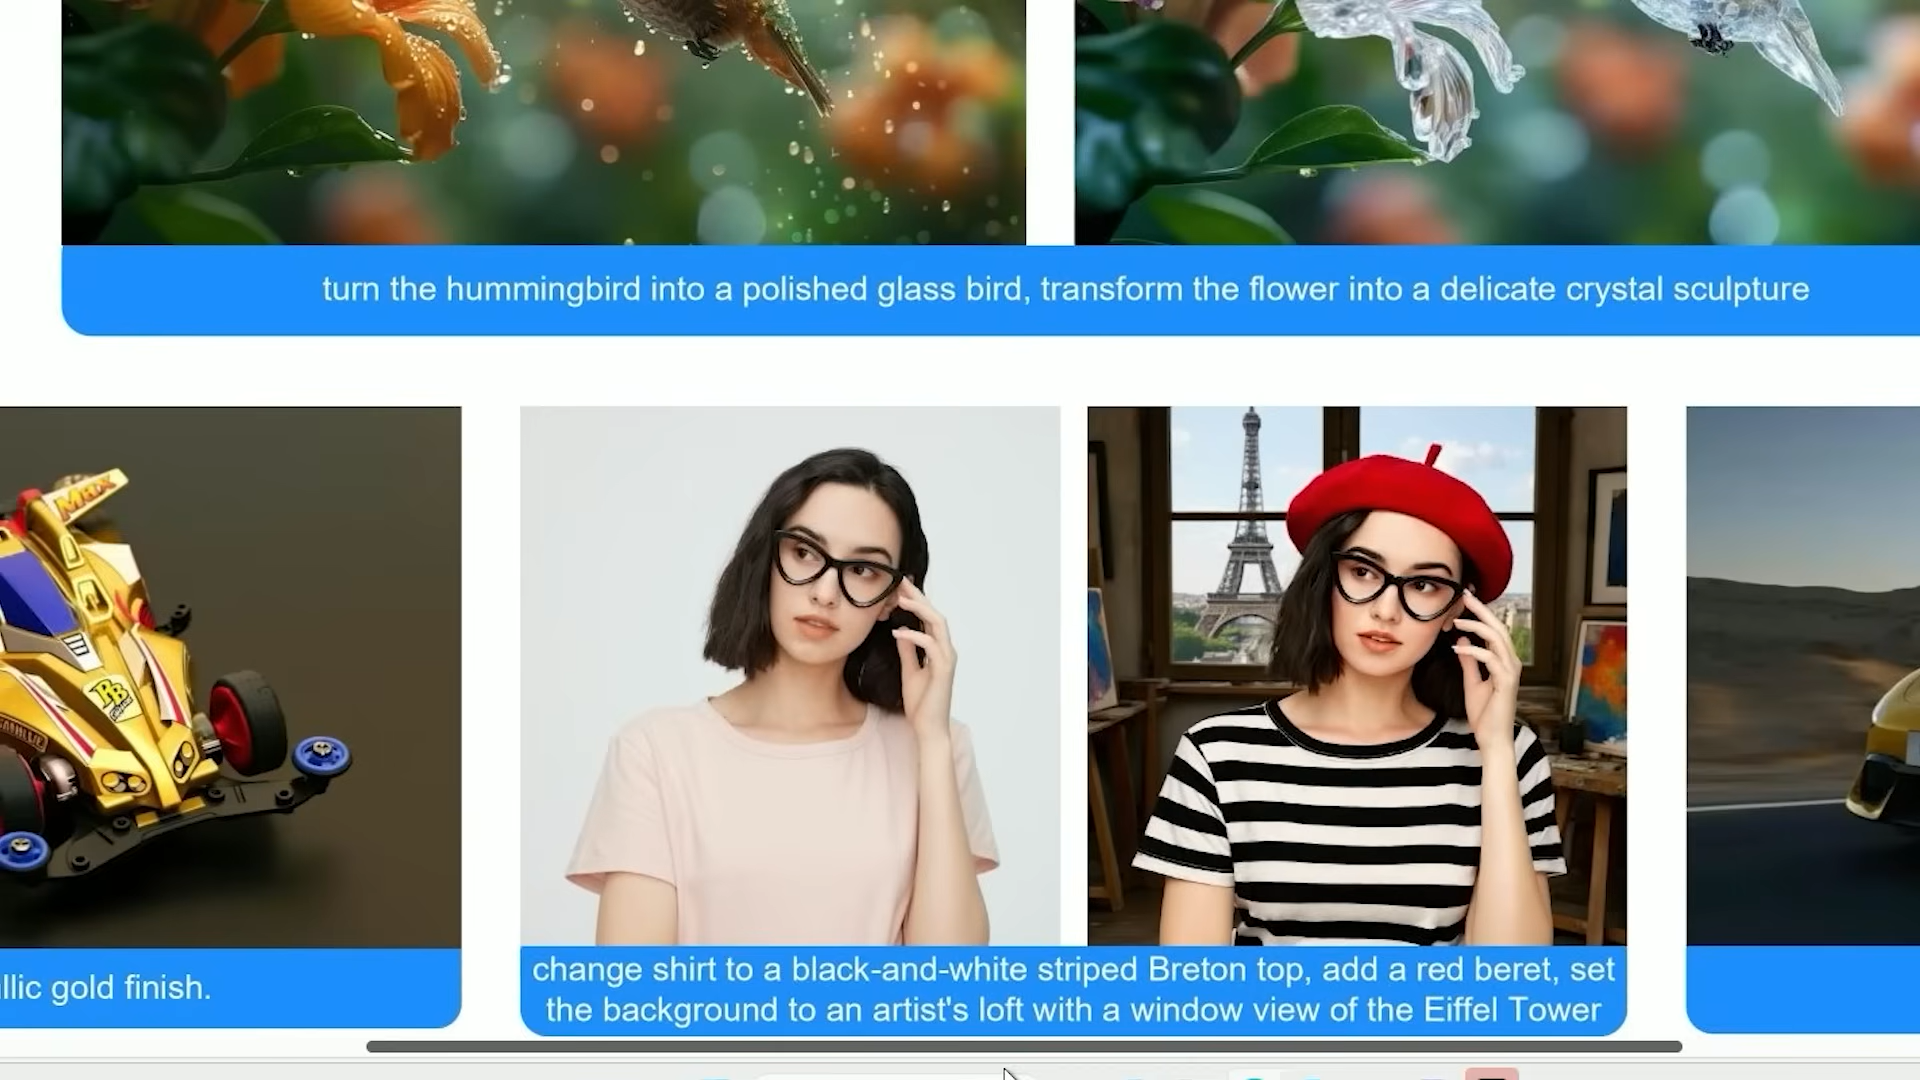 turn the hummingbird into a polished glass bird, transform the flower into a delicate crystal sculpture
Max
llic gold finish.
change shirt to a black-and-white striped Breton top, add a red beret, set
the background to an artist's loft with a window view of the Eiffel Tower